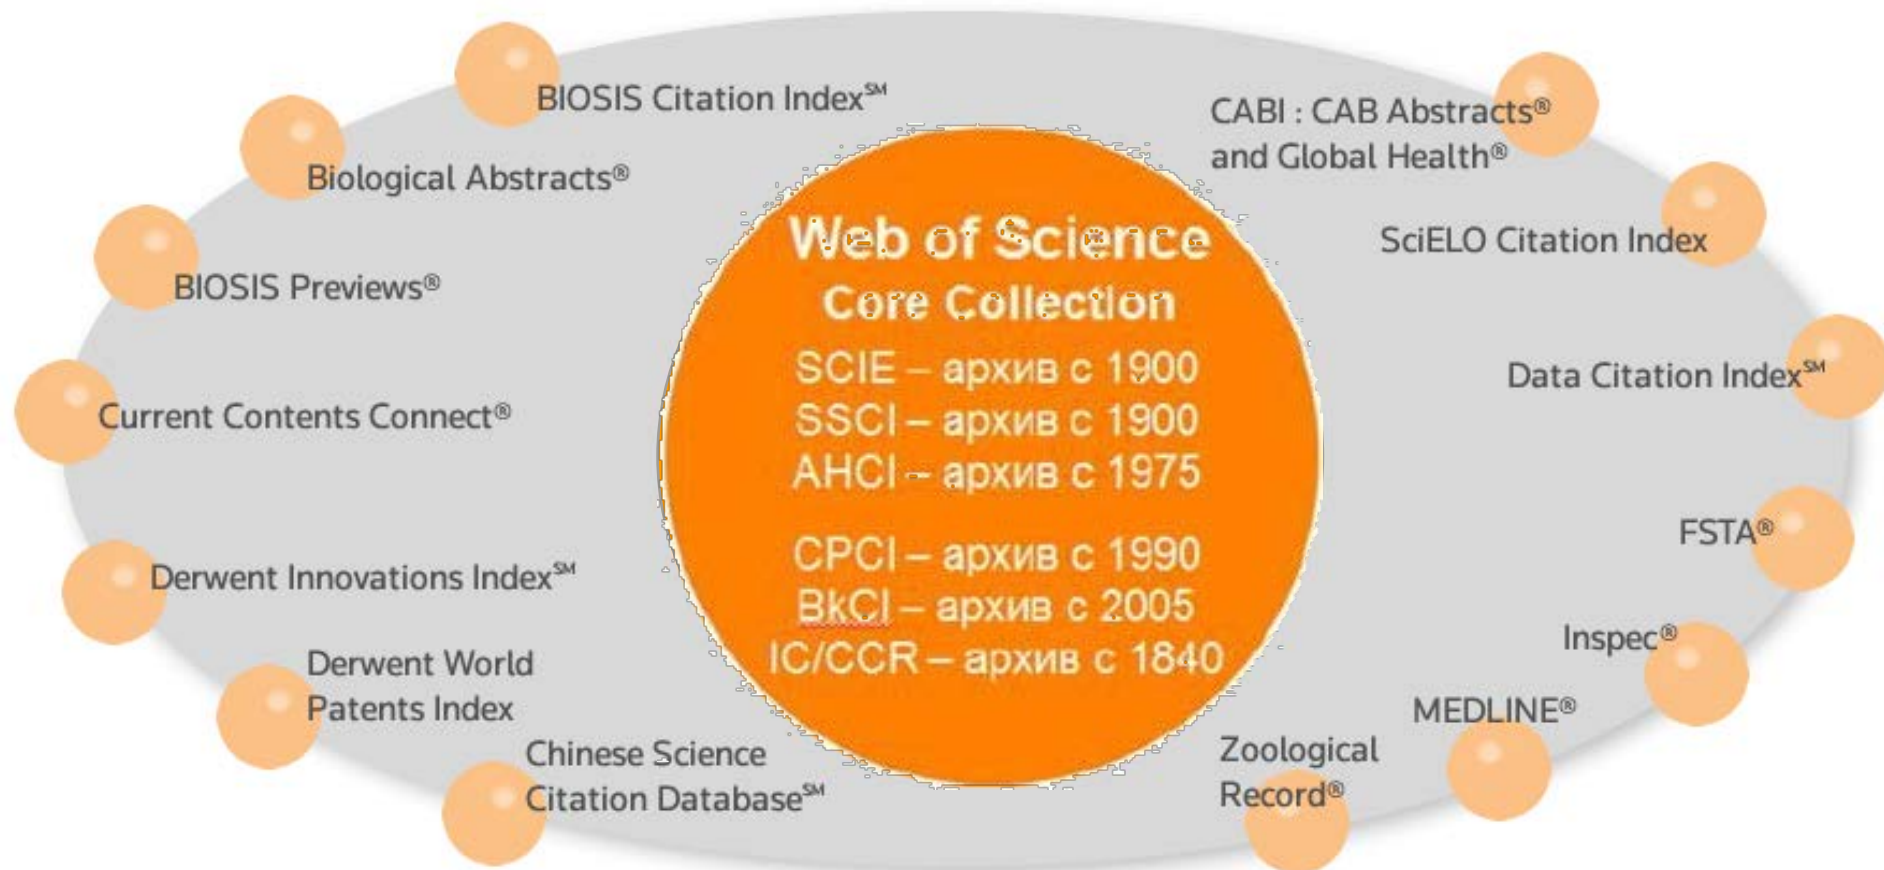 BIOSIS Citation Index℠
Biological Abstracts®
BIOSIS Previews®
Current Contents Connect®
Derwent Innovations Index℠
Derwent World
Patents Index
Chinese Science
Citation Database℠
Web of Science
Core Collection
SCIE – архив с 1900
SSCI – архив с 1900
AHCI – архив с 1975
CPCI – архив с 1990
BkCI – архив с 2005
IC/CCR – архив с 1840
CABI : CAB Abstracts®
and Global Health®
SciELO Citation Index
Data Citation Index℠
FSTA®
Inspec®
MEDLINE®
Zoological
Record®